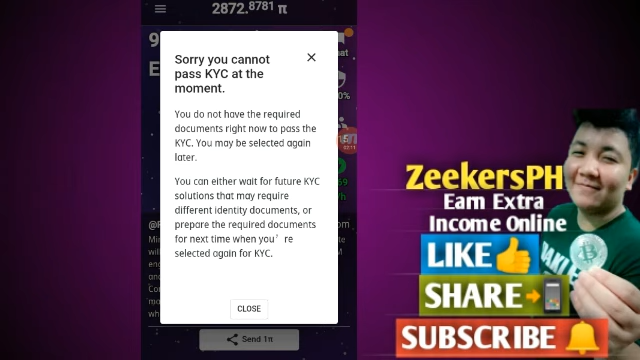 2872.8781 π
Sorry you cannot
pass KYC at the
moment.
You do not have the required
documents right now to pass the
KYC. You may be selected again
later.
You can either wait for future KYC
solutions that may require
different identity documents, or
prepare the required documents
for next time when you' re
selected again for KYC.
CLOSE
Send 1π
ZeekersPH
Earn Extra
Income Online
LIKE
SHARE
SUBSCRIBE